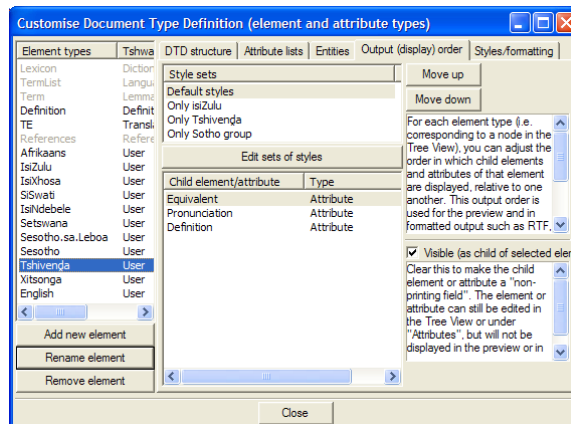 Customise Document Type Definition (element and attribute types)
Element types Tshwa
Lexicon Diction
TermList Langua
Term Lemma
Definition Definit
TE Transla
References Refere
Afrikaans User
IsiZulu User
IsiXhosa User
SiSwati User
IsiNdebele User
Setswana User
Sesotho.sa.Leboa User
Sesotho User
Tshivenḓa User
Xitsonga User
English User
Add new element
Rename element
Remove element
DTD structure Attribute lists Entities Output (display) order Styles/formatting
Style sets
Default styles
Only isiZulu
Only Tshivenḓa
Only Sotho group
Edit sets of styles
Child element/attribute Type
Equivalent Attribute
Pronunciation Attribute
Definition Attribute
Move up
Move down
For each element type (i.e.
corresponding to a node in the
Tree View), you can adjust the
order in which child elements
and attributes of that element
are displayed, relative to one
another. This output order is
used for the preview and in
formatted output such as RTF,
Visible (as child of selected eler
Clear this to make the child
element or attribute a "non-
printing field". The element or
attribute can still be edited in
the Tree View or under
"Attributes", but will not be
displayed in the preview or in
Close